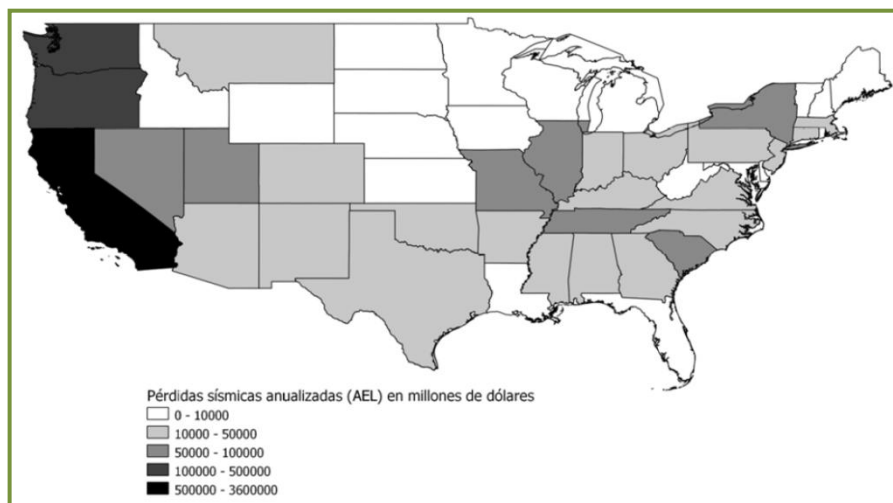 Pérdidas sísmicas anualizadas (AEL) en millones de dólares
0 - 10000
10000 - 50000
50000 - 100000
100000 - 500000
500000 - 3600000